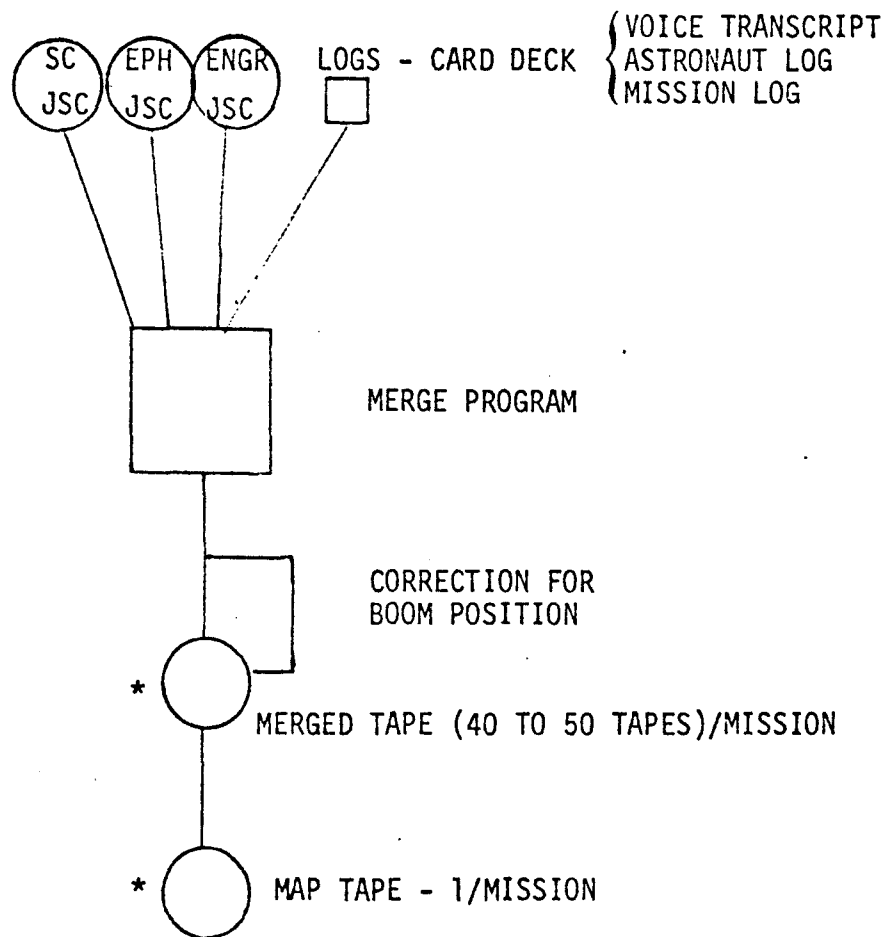 SC EPH ENGR LOGS - CARD DECK
JSC JSC JSC
VOICE TRANSCRIPT
ASTRONAUT LOG
MISSION LOG
MERGE PROGRAM
CORRECTION FOR
BOOM POSITION
* MERGED TAPE (40 TO 50 TAPES)/MISSION
* MAP TAPE - 1/MISSION